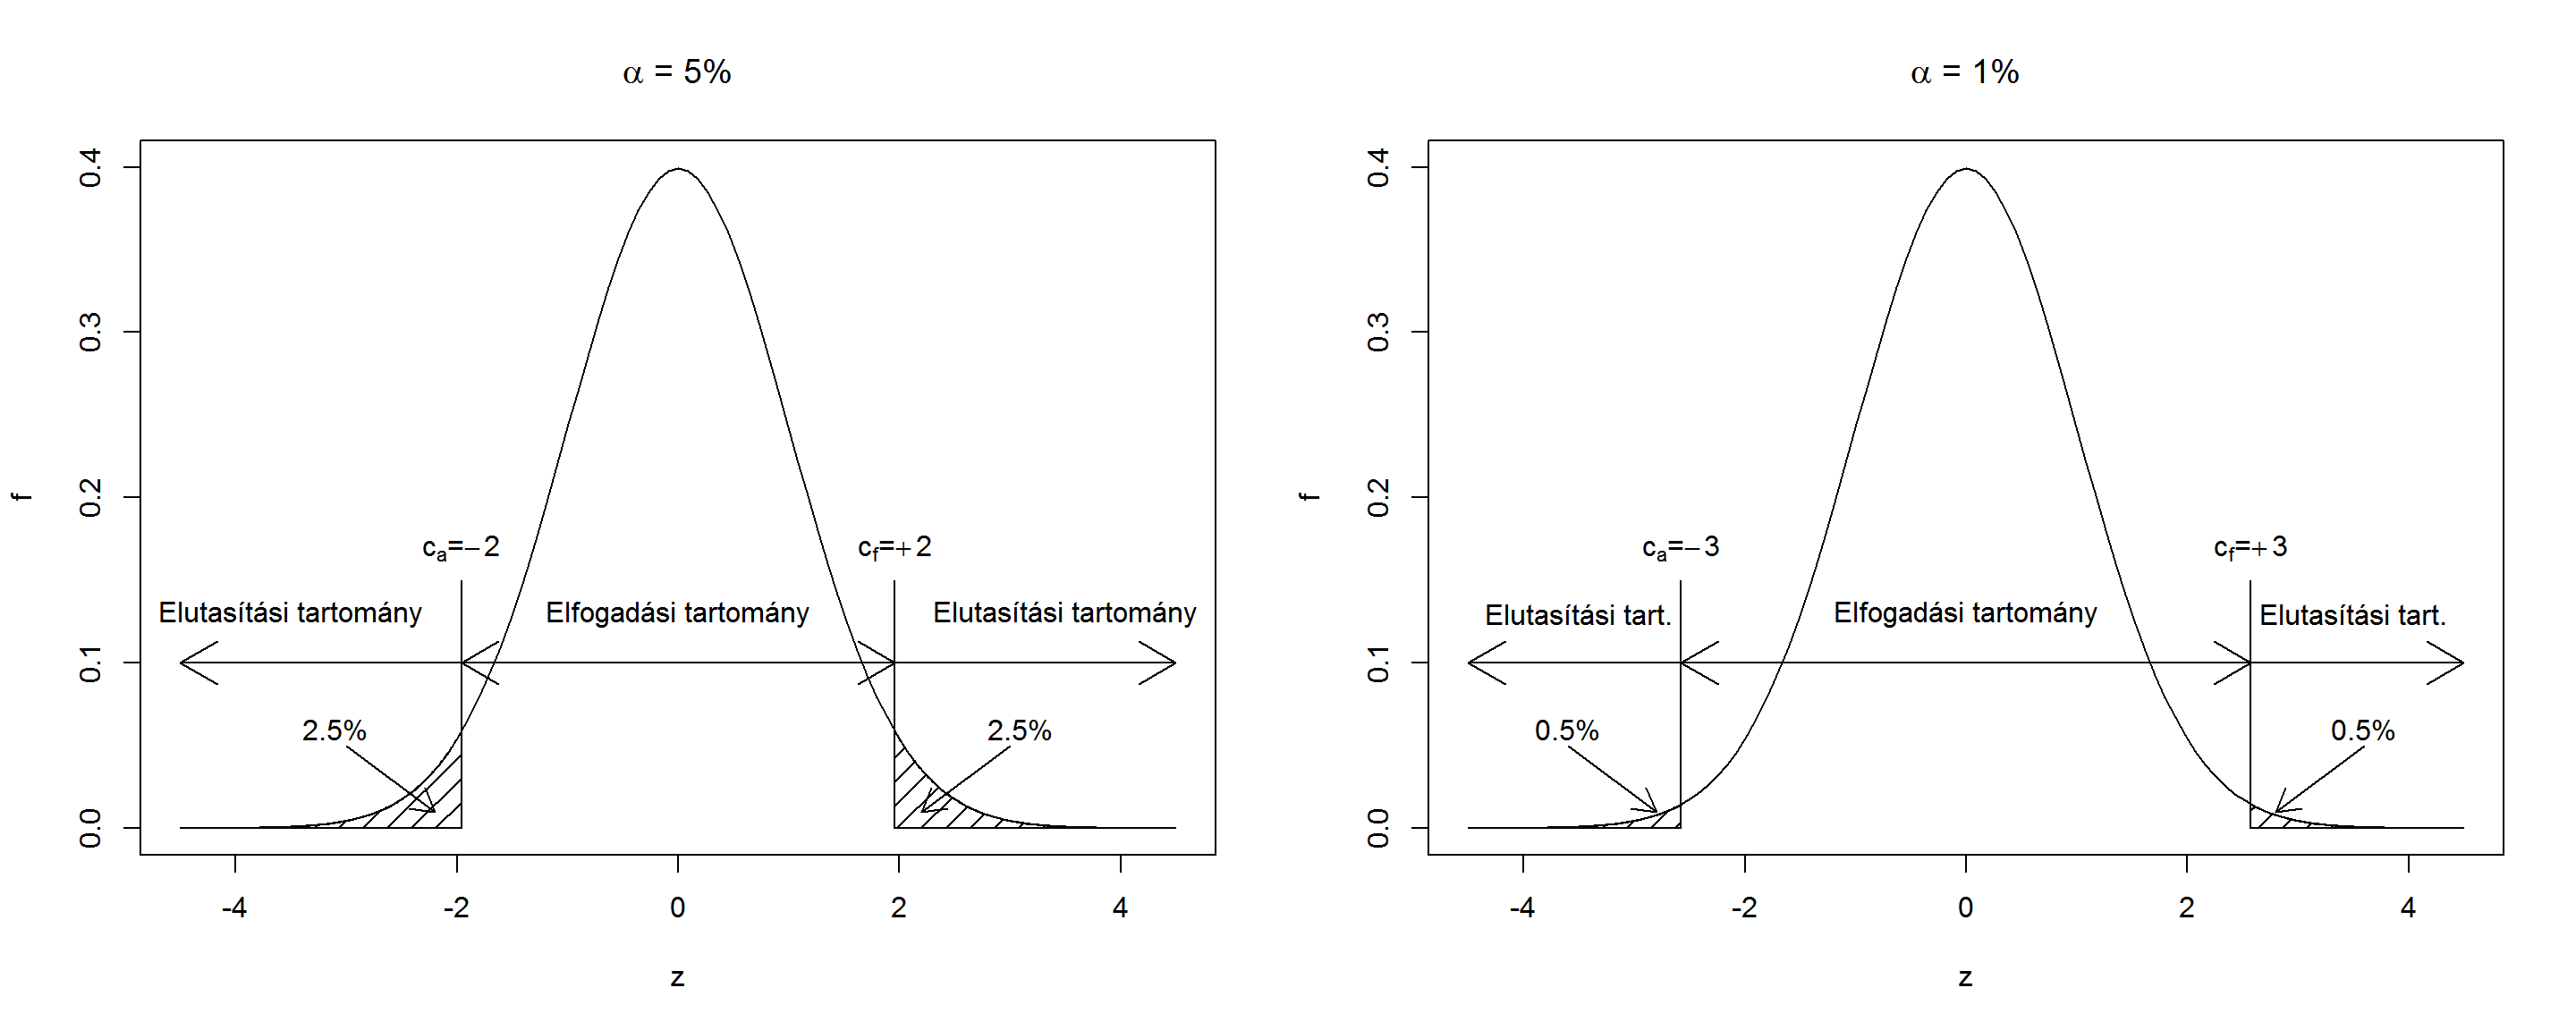 α = 5%
f
0.4
0.3
0.2
0.1
0.0
cₐ=−2
c_f=+2
Elutasítási tartomány
Elfogadási tartomány
Elutasítási tartomány
2.5%
2.5%
-4 -2 0 2 4
z
α = 1%
f
0.4
0.3
0.2
0.1
0.0
cₐ=−3
c_f=+3
Elutasítási tart.
Elfogadási tartomány
Elutasítási tart.
0.5%
0.5%
-4 -2 0 2 4
z